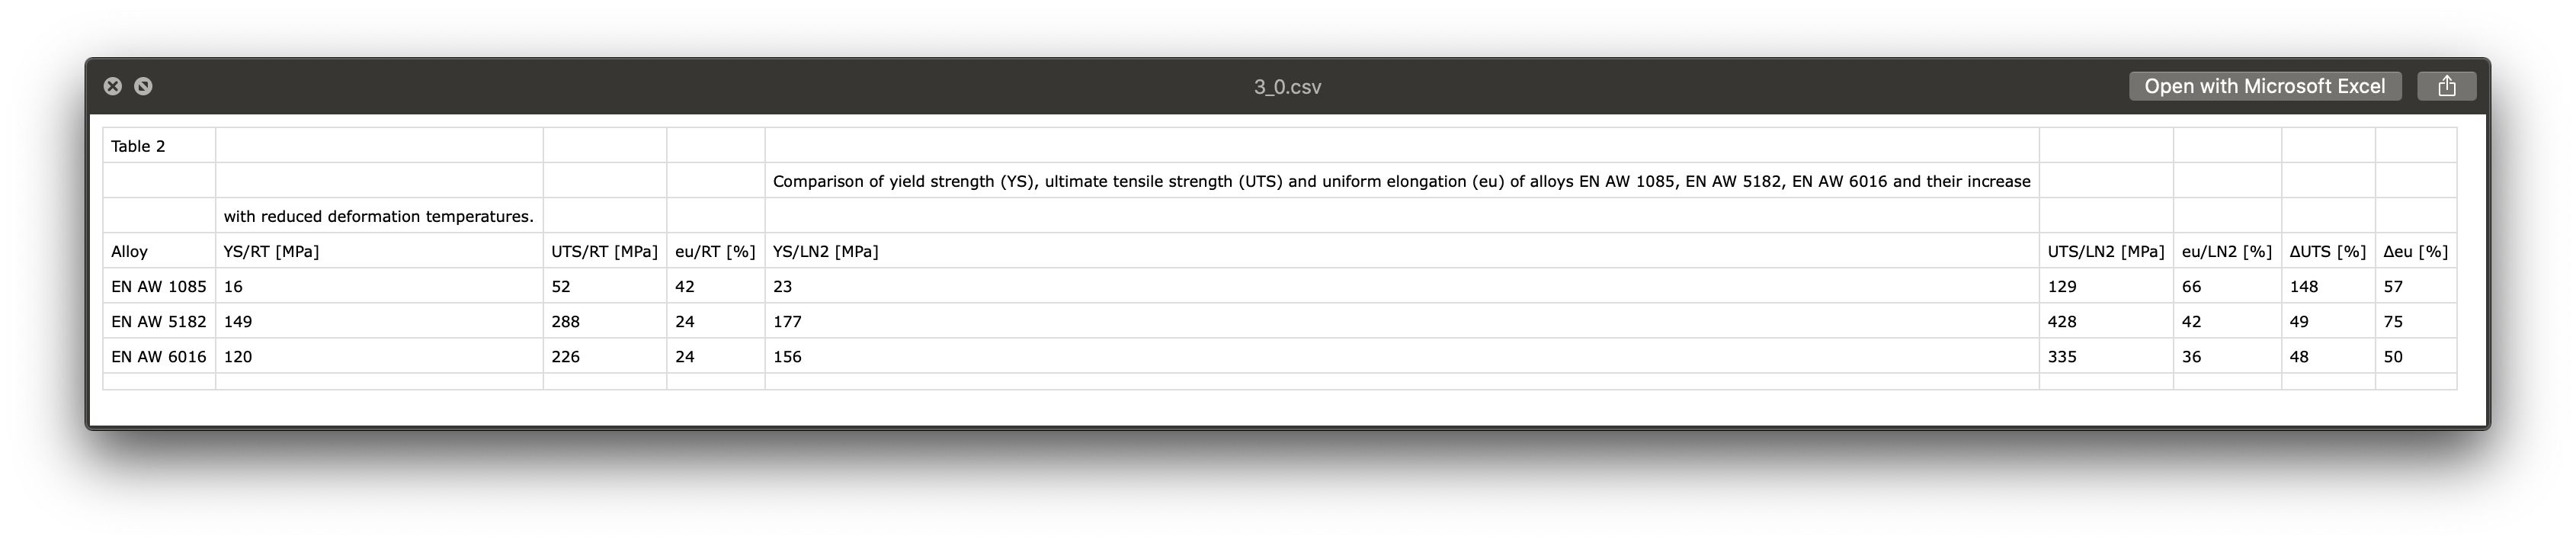 3_0.csv
Open with Microsoft Excel
Table 2
Comparison of yield strength (YS), ultimate tensile strength (UTS) and uniform elongation (eu) of alloys EN AW 1085, EN AW 5182, EN AW 6016 and their increase
with reduced deformation temperatures.
Alloy YS/RT [MPa] UTS/RT [MPa] eu/RT [%] YS/LN2 [MPa] UTS/LN2 [MPa] eu/LN2 [%] ΔUTS [%] Δeu [%]
EN AW 1085 16 52 42 23 129 66 148 57
EN AW 5182 149 288 24 177 428 42 49 75
EN AW 6016 120 226 24 156 335 36 48 50